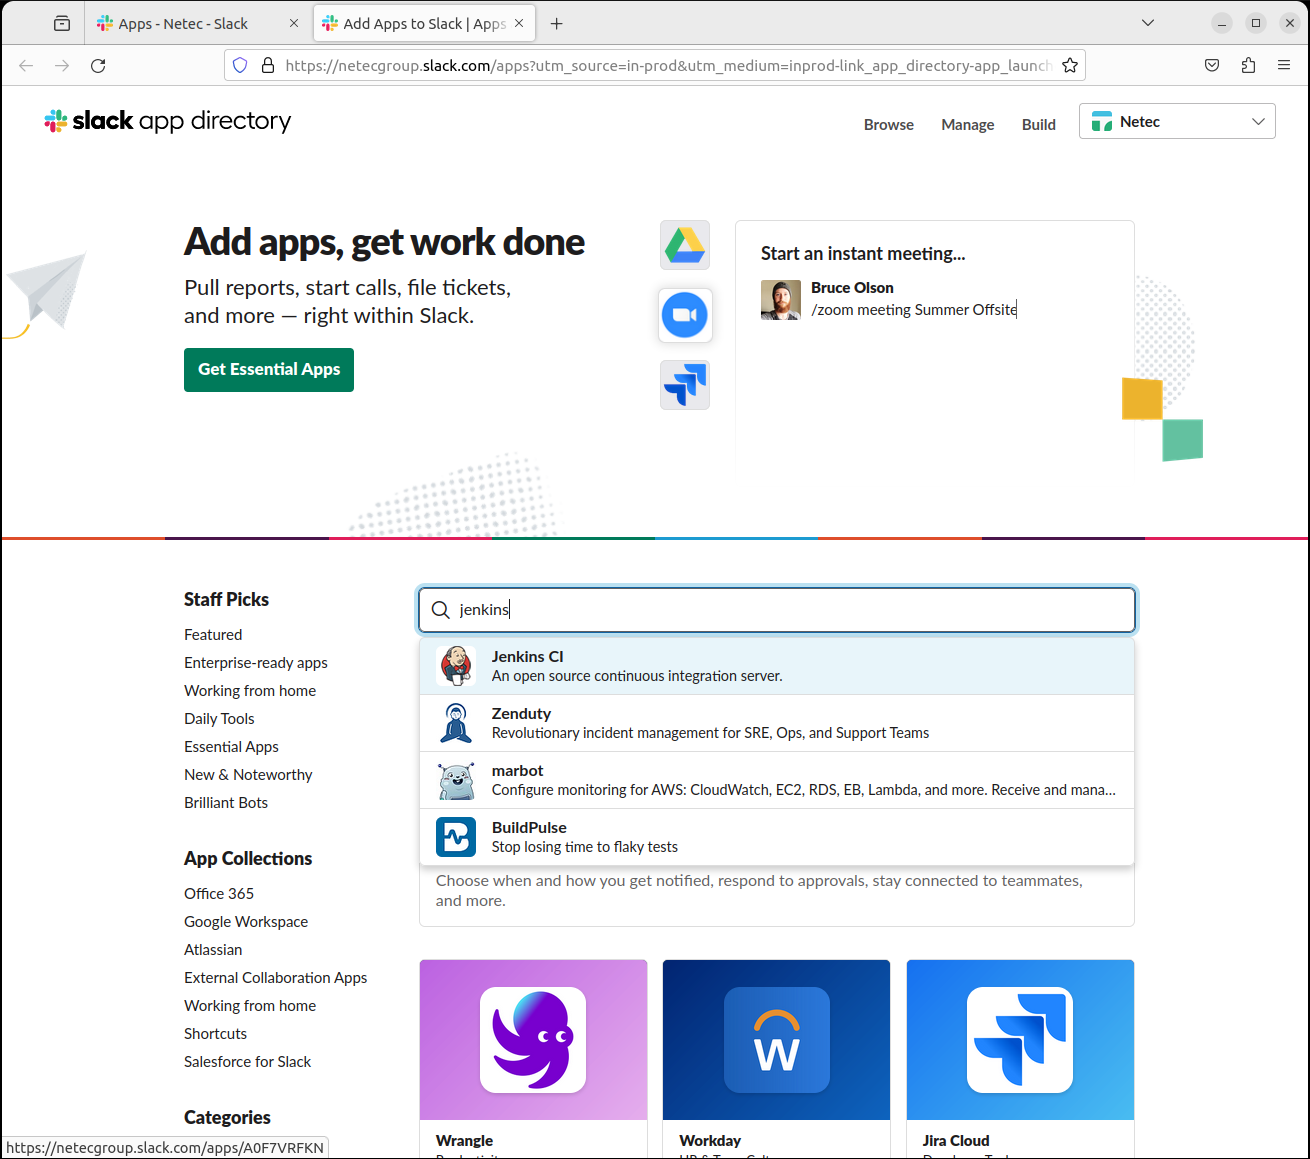 Apps - Netec - Slack
Add Apps to Slack | Apps
https://netecgroup.slack.com/apps?utm_source=in-prod&utm_medium=inprod-link_app_directory-app_launch
slack app directory
Browse
Manage
Build
Netec
Add apps, get work done
Pull reports, start calls, file tickets,
and more — right within Slack.
Get Essential Apps
Start an instant meeting...
Bruce Olson
/zoom meeting Summer Offsite
Staff Picks
Featured
Enterprise-ready apps
Working from home
Daily Tools
Essential Apps
New & Noteworthy
Brilliant Bots
App Collections
Office 365
Google Workspace
Atlassian
External Collaboration Apps
Working from home
Shortcuts
Salesforce for Slack
Categories
jenkins
Jenkins CI
An open source continuous integration server.
Zenduty
Revolutionary incident management for SRE, Ops, and Support Teams
marbot
Configure monitoring for AWS: CloudWatch, EC2, RDS, EB, Lambda, and more. Receive and mana...
BuildPulse
Stop losing time to flaky tests
Choose when and how you get notified, respond to approvals, stay connected to teammates,
and more.
W
Wrangle
Workday
Jira Cloud
https://netecgroup.slack.com/apps/A0F7VRFKN